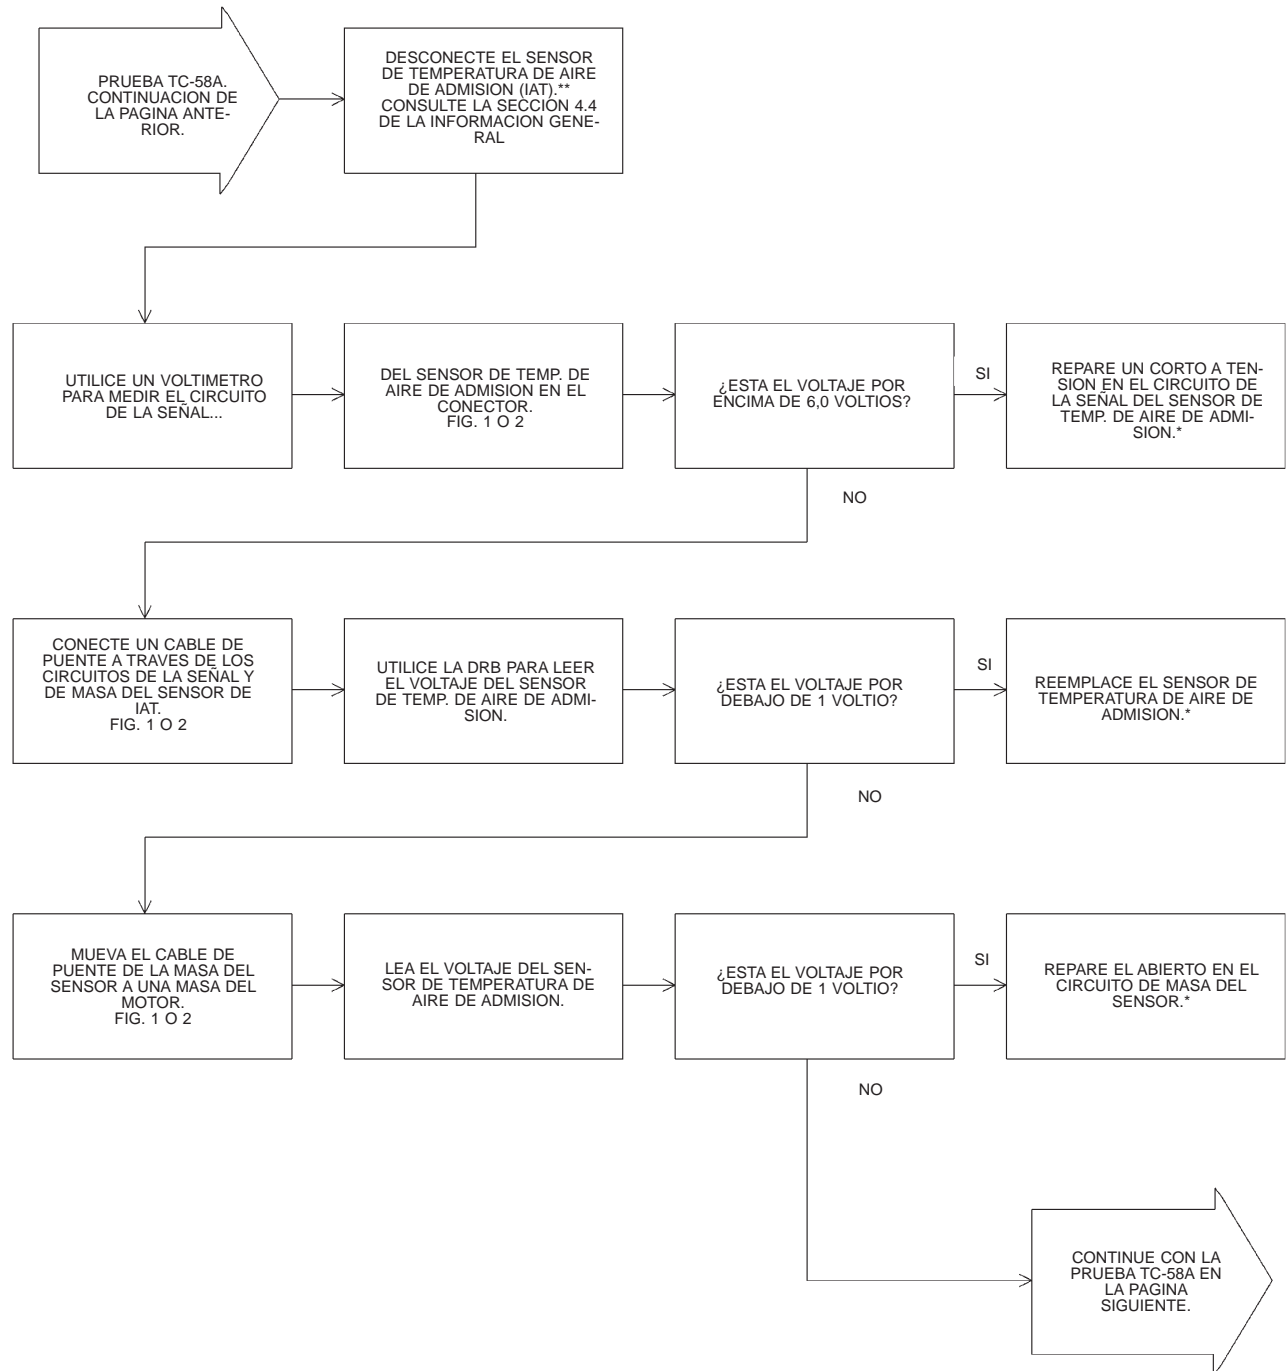 PRUEBA TC-58A.
CONTINUACION DE
LA PAGINA ANTE-
RIOR.
DESCONECTE EL SENSOR
DE TEMPERATURA DE AIRE
DE ADMISION (IAT).**
CONSULTE LA SECCION 4.4
DE LA INFORMACION GENE-
RAL
UTILICE UN VOLTIMETRO
PARA MEDIR EL CIRCUITO
DE LA SEÑAL...
DEL SENSOR DE TEMP. DE
AIRE DE ADMISION EN EL
CONECTOR.
FIG. 1 O 2
¿ESTA EL VOLTAJE POR
ENCIMA DE 6,0 VOLTIOS?
SI
REPARE UN CORTO A TEN-
SION EN EL CIRCUITO DE
LA SEÑAL DEL SENSOR DE
TEMP. DE AIRE DE ADMI-
SION.*
NO
CONECTE UN CABLE DE
PUENTE A TRAVES DE LOS
CIRCUITOS DE LA SEÑAL Y
DE MASA DEL SENSOR DE
IAT.
FIG. 1 O 2
UTILICE LA DRB PARA LEER
EL VOLTAJE DEL SENSOR
DE TEMP. DE AIRE DE ADMI-
SION.
¿ESTA EL VOLTAJE POR
DEBAJO DE 1 VOLTIO?
SI
REEMPLACE EL SENSOR DE
TEMPERATURA DE AIRE DE
ADMISION.*
NO
MUEVA EL CABLE DE
PUENTE DE LA MASA DEL
SENSOR A UNA MASA DEL
MOTOR.
FIG. 1 O 2
LEA EL VOLTAJE DEL SEN-
SOR DE TEMPERATURA DE
AIRE DE ADMISION.
¿ESTA EL VOLTAJE POR
DEBAJO DE 1 VOLTIO?
SI
REPARE EL ABIERTO EN EL
CIRCUITO DE MASA DEL
SENSOR.*
NO
CONTINUE CON LA
PRUEBA TC-58A EN
LA PAGINA
SIGUIENTE.